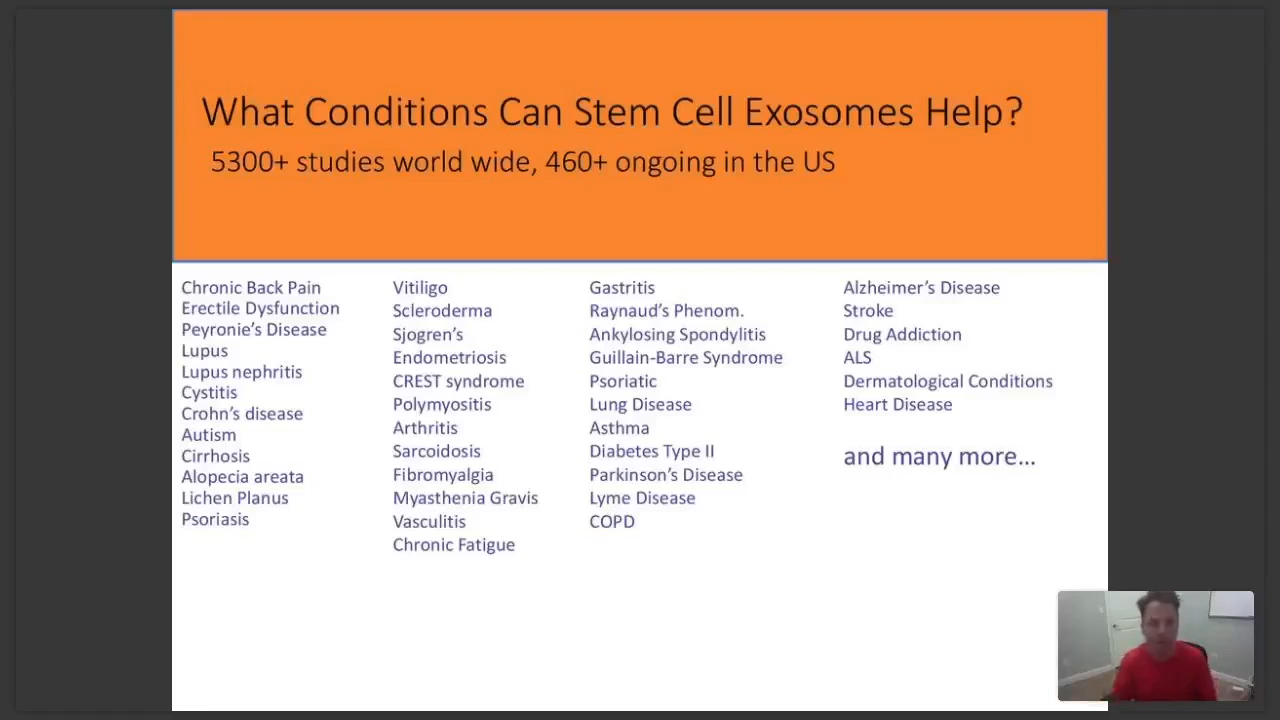 What Conditions Can Stem Cell Exosomes Help?
5300+ studies world wide, 460+ ongoing in the US
Chronic Back Pain
Erectile Dysfunction
Peyronie's Disease
Lupus
Lupus nephritis
Cystitis
Crohn's disease
Autism
Cirrhosis
Alopecia areata
Lichen Planus
Psoriasis
Vitiligo
Scleroderma
Sjogren's
Endometriosis
CREST syndrome
Polymyositis
Arthritis
Sarcoidosis
Fibromyalgia
Myasthenia Gravis
Vasculitis
Chronic Fatigue
Gastritis
Raynaud's Phenom.
Ankylosing Spondylitis
Guillain-Barre Syndrome
Psoriatic
Lung Disease
Asthma
Diabetes Type II
Parkinson's Disease
Lyme Disease
COPD
Alzheimer's Disease
Stroke
Drug Addiction
ALS
Dermatological Conditions
Heart Disease
and many more...